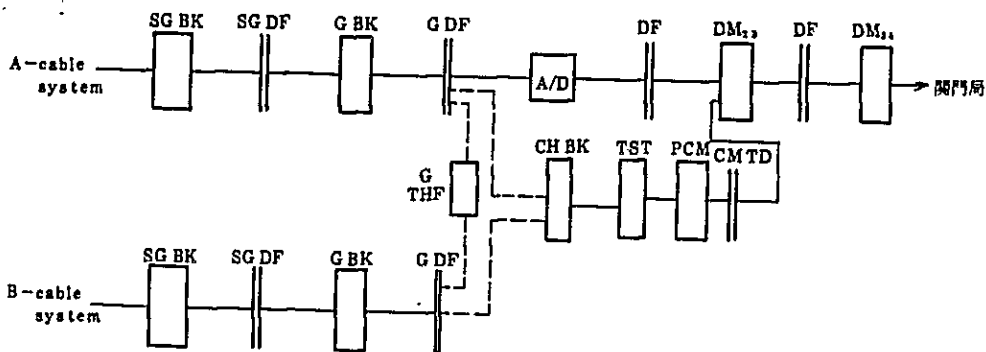 SG BK SG DF G BK G DF DF DM₂₃ DF DM₃₄
A-cable
system
A/D
関門局
CH BK TST PCM CM TD
G
THF
SG BK SG DF G BK G DF
B-cable
system